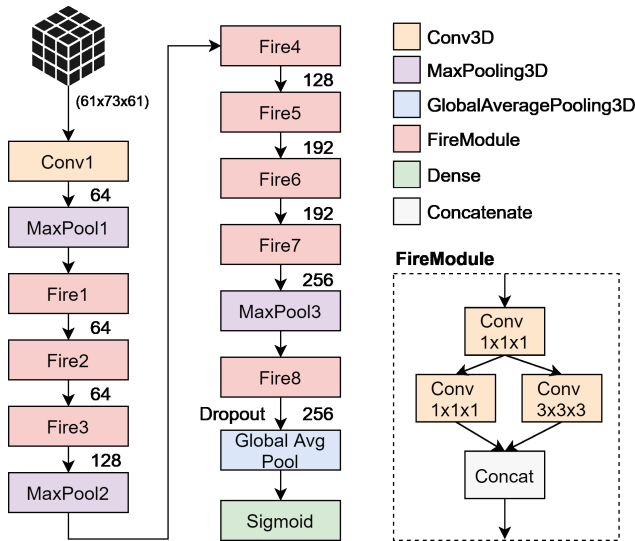 (61x73x61)
Conv1
64
MaxPool1
Fire1
64
Fire2
64
Fire3
128
MaxPool2
Fire4
128
Fire5
192
Fire6
192
Fire7
256
MaxPool3
Fire8
Dropout 256
Global Avg
Pool
Sigmoid
Conv3D
MaxPooling3D
GlobalAveragePooling3D
FireModule
Dense
Concatenate
FireModule
Conv
1x1x1
Conv
1x1x1
Conv
3x3x3
Concat